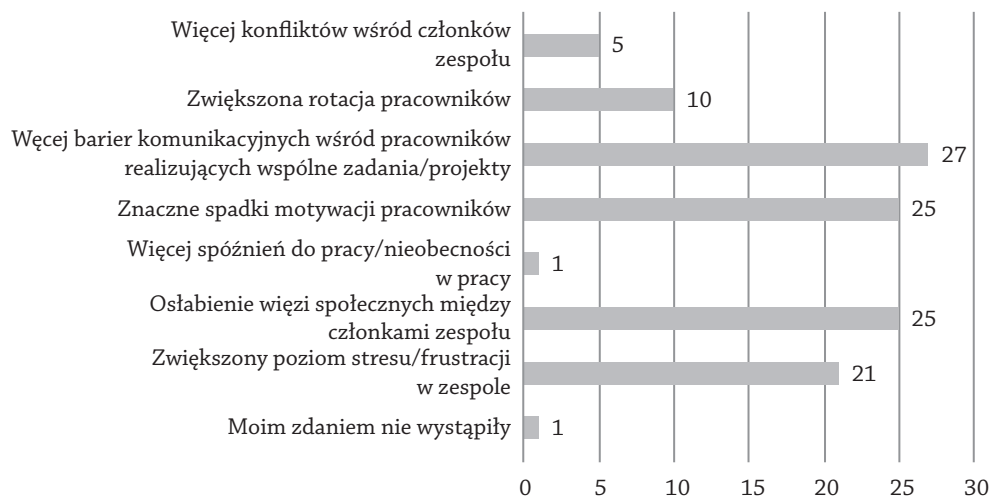 Więcej konfliktów wśród członków
zespołu
5
Zwiększona rotacja pracowników
10
Węcej barier komunikacyjnych wśród pracowników
realizujących wspólne zadania/projekty
27
Znaczne spadki motywacji pracowników
25
Więcej spóźnień do pracy/nieobecności
w pracy
1
Osłabienie więzi społecznych między
członkami zespołu
25
Zwiększony poziom stresu/frustracji
w zespole
21
Moim zdaniem nie wystąpiły
1
0 5 10 15 20 25 30